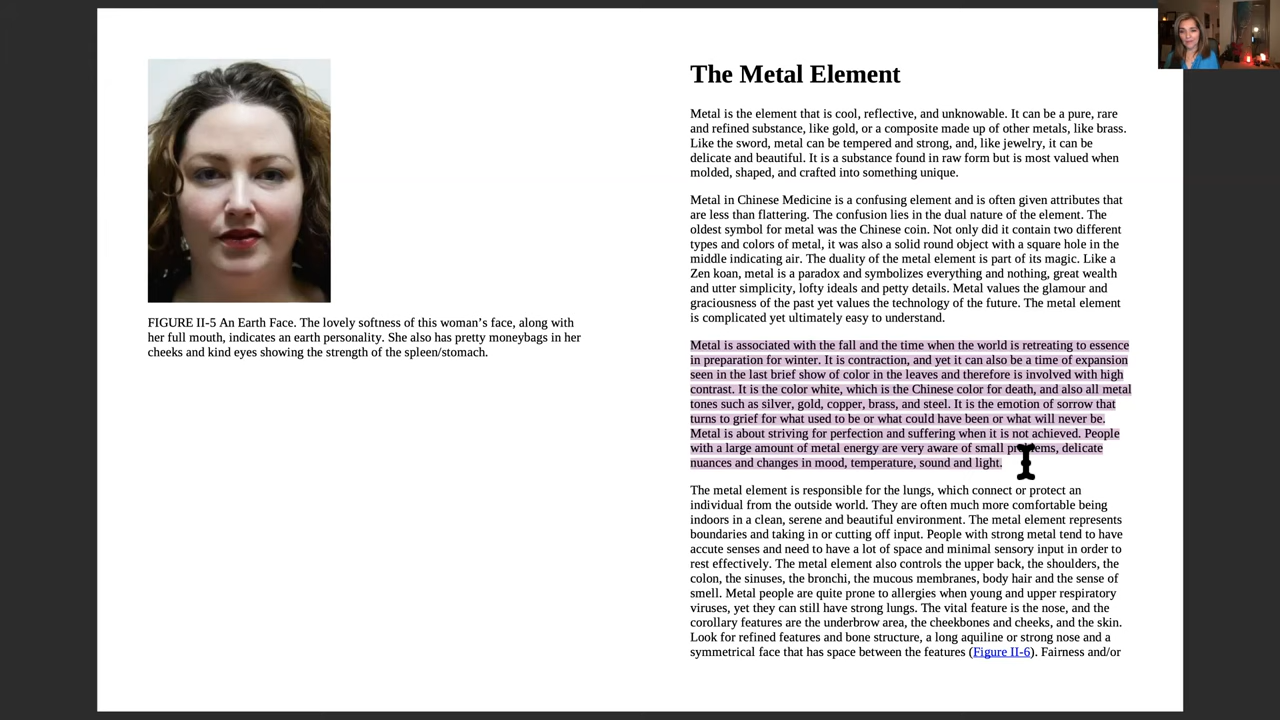 FIGURE II-5 An Earth Face. The lovely softness of this woman’s face, along with
her full mouth, indicates an earth personality. She also has pretty moneybags in her
cheeks and kind eyes showing the strength of the spleen/stomach.
The Metal Element
Metal is the element that is cool, reflective, and unknowable. It can be a pure, rare
and refined substance, like gold, or a composite made up of other metals, like brass.
Like the sword, metal can be tempered and strong, and, like jewelry, it can be
delicate and beautiful. It is a substance found in raw form but is most valued when
molded, shaped, and crafted into something unique.
Metal in Chinese Medicine is a confusing element and is often given attributes that
are less than flattering. The confusion lies in the dual nature of the element. The
oldest symbol for metal was the Chinese coin. Not only did it contain two different
types and colors of metal, it was also a solid round object with a square hole in the
middle indicating air. The duality of the metal element is part of its magic. Like a
Zen koan, metal is a paradox and symbolizes everything and nothing, great wealth
and utter simplicity, lofty ideals and petty details. Metal values the glamour and
graciousness of the past yet values the technology of the future. The metal element
is complicated yet ultimately easy to understand.
Metal is associated with the fall and the time when the world is retreating to essence
in preparation for winter. It is contraction, and yet it can also be a time of expansion
seen in the last brief show of color in the leaves and therefore is involved with high
contrast. It is the color white, which is the Chinese color for death, and also all metal
tones such as silver, gold, copper, brass, and steel. It is the emotion of sorrow that
turns to grief for what used to be or what could have been or what will never be.
Metal is about striving for perfection and suffering when it is not achieved. People
with a large amount of metal energy are very aware of small problems, delicate
nuances and changes in mood, temperature, sound and light.
The metal element is responsible for the lungs, which connect or protect an
individual from the outside world. They are often much more comfortable being
indoors in a clean, serene and beautiful environment. The metal element represents
boundaries and taking in or cutting off input. People with strong metal tend to have
accute senses and need to have a lot of space and minimal sensory input in order to
rest effectively. The metal element also controls the upper back, the shoulders, the
colon, the sinuses, the bronchi, the mucous membranes, body hair and the sense of
smell. Metal people are quite prone to allergies when young and upper respiratory
viruses, yet they can still have strong lungs. The vital feature is the nose, and the
corollary features are the underbrow area, the cheekbones and cheeks, and the skin.
Look for refined features and bone structure, a long aquiline or strong nose and a
symmetrical face that has space between the features (Figure II-6). Fairness and/or